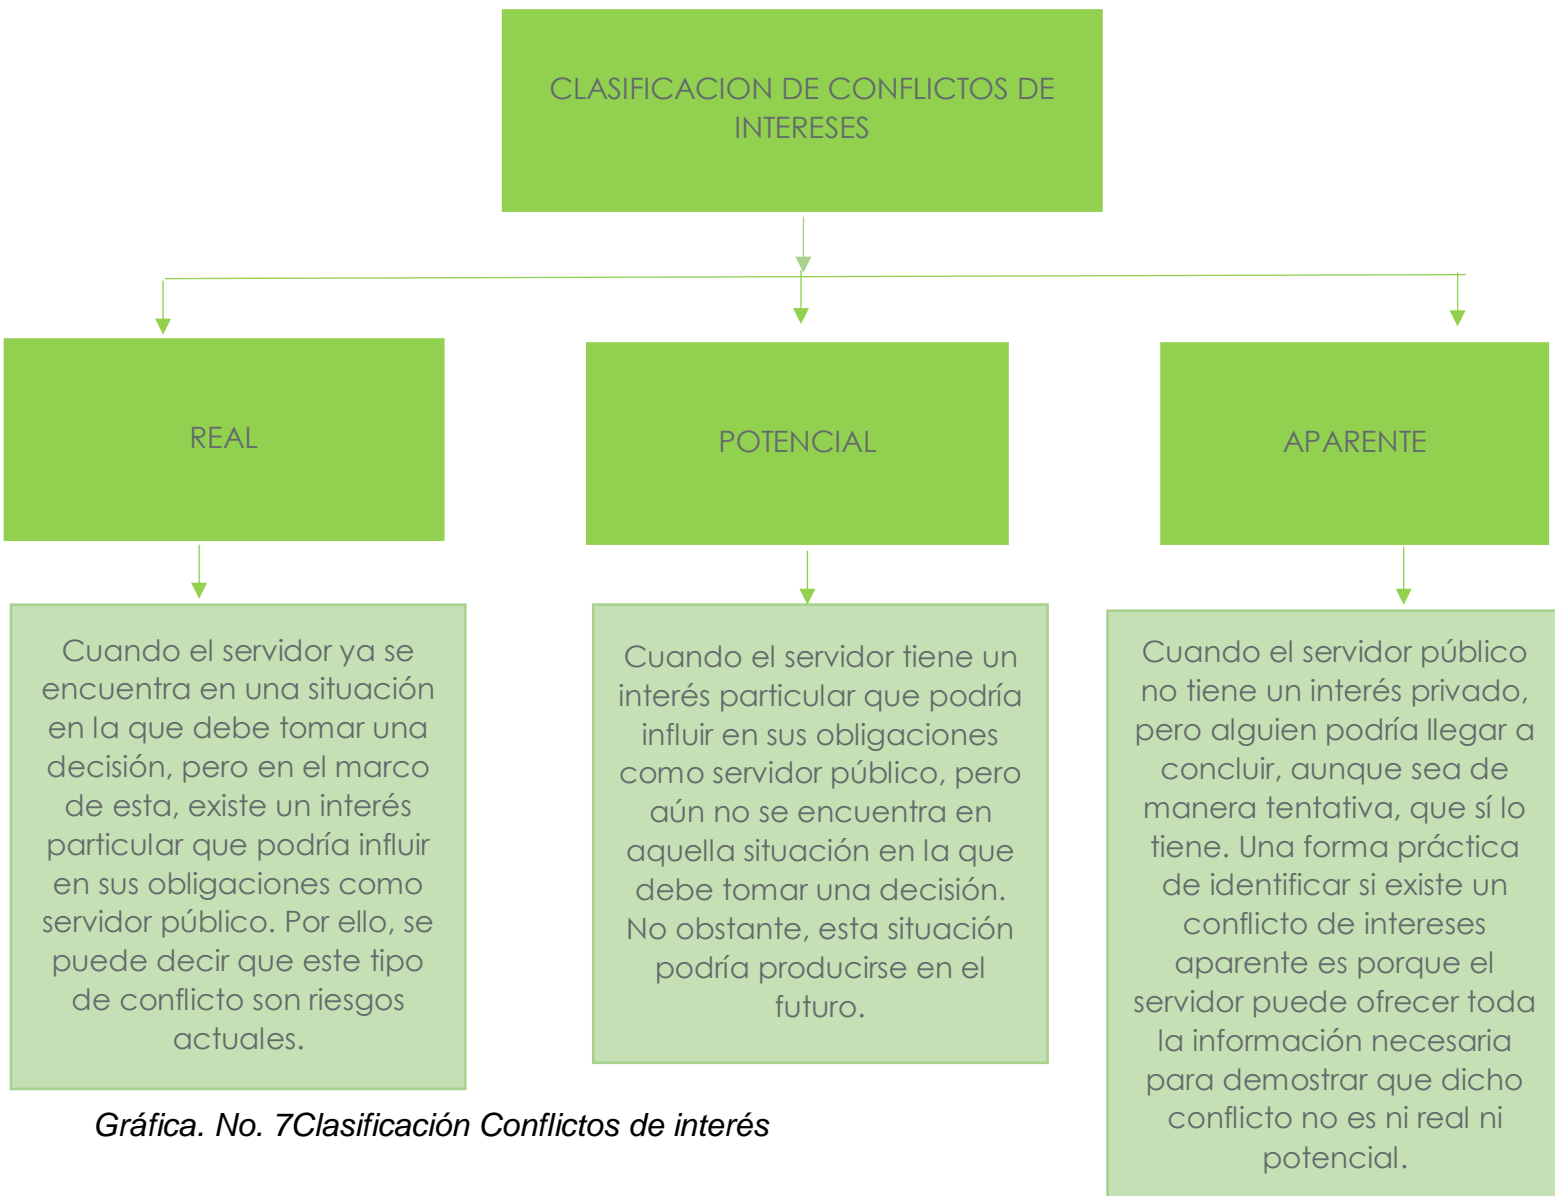 CLASIFICACION DE CONFLICTOS DE
INTERESES
REAL
POTENCIAL
APARENTE
Cuando el servidor ya se
encuentra en una situación
en la que debe tomar una
decisión, pero en el marco
de esta, existe un interés
particular que podría influir
en sus obligaciones como
servidor público. Por ello, se
puede decir que este tipo
de conflicto son riesgos
actuales.
Cuando el servidor tiene un
interés particular que podría
influir en sus obligaciones
como servidor público, pero
aún no se encuentra en
aquella situación en la que
debe tomar una decisión.
No obstante, esta situación
podría producirse en el
futuro.
Cuando el servidor público
no tiene un interés privado,
pero alguien podría llegar a
concluir, aunque sea de
manera tentativa, que sí lo
tiene. Una forma práctica
de identificar si existe un
conflicto de intereses
aparente es porque el
servidor puede ofrecer toda
la información necesaria
para demostrar que dicho
conflicto no es ni real ni
potencial.
Gráfica. No. 7Clasificación Conflictos de interés